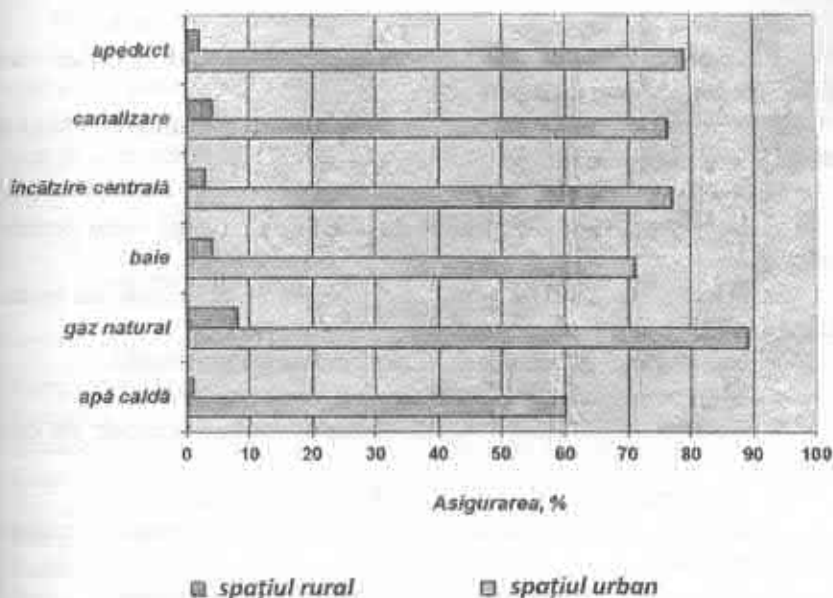 apeduct
canalizare
încălzire centrală
baie
gaz natural
apă caldă
0 10 20 30 40 50 60 70 80 90 100
Asigurarea, %
spațiul rural spațiul urban